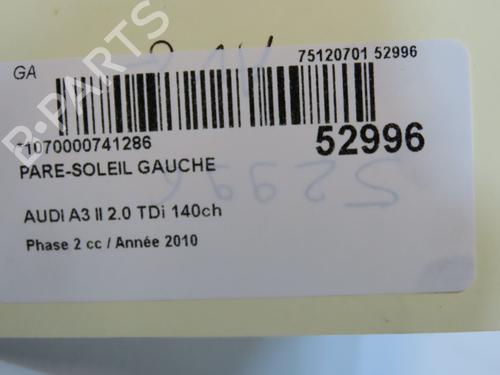 GA
75120701 52996
1070000741286
52996
PARE-SOLEIL GAUCHE
52996
AUDI A3 II 2.0 TDi 140ch
Phase 2 cc / Année 2010
B-PARTS